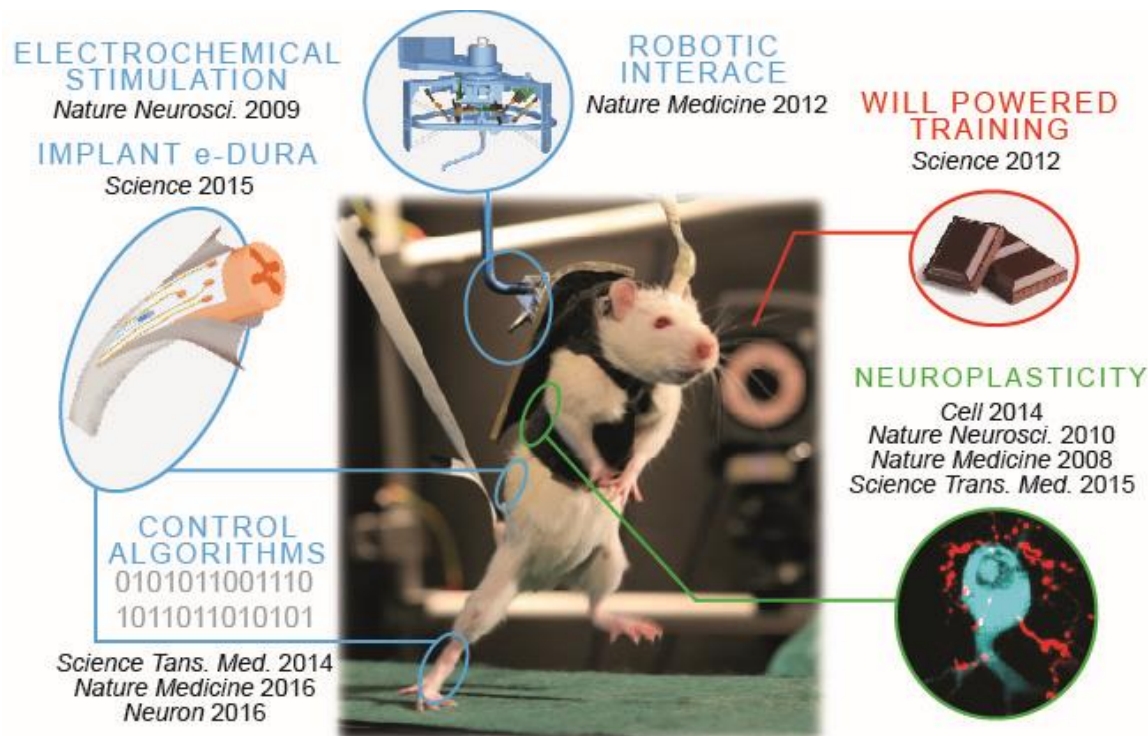 ELECTROCHEMICAL
STIMULATION
Nature Neurosci. 2009
IMPLANT e-DURA
Science 2015
ROBOTIC
INTERACE
Nature Medicine 2012
WILL POWERED
TRAINING
Science 2012
NEUROPLASTICITY
Cell 2014
Nature Neurosci. 2010
Nature Medicine 2008
Science Trans. Med. 2015
CONTROL
ALGORITHMS
0101011001110
1011011010101
Science Tans. Med. 2014
Nature Medicine 2016
Neuron 2016